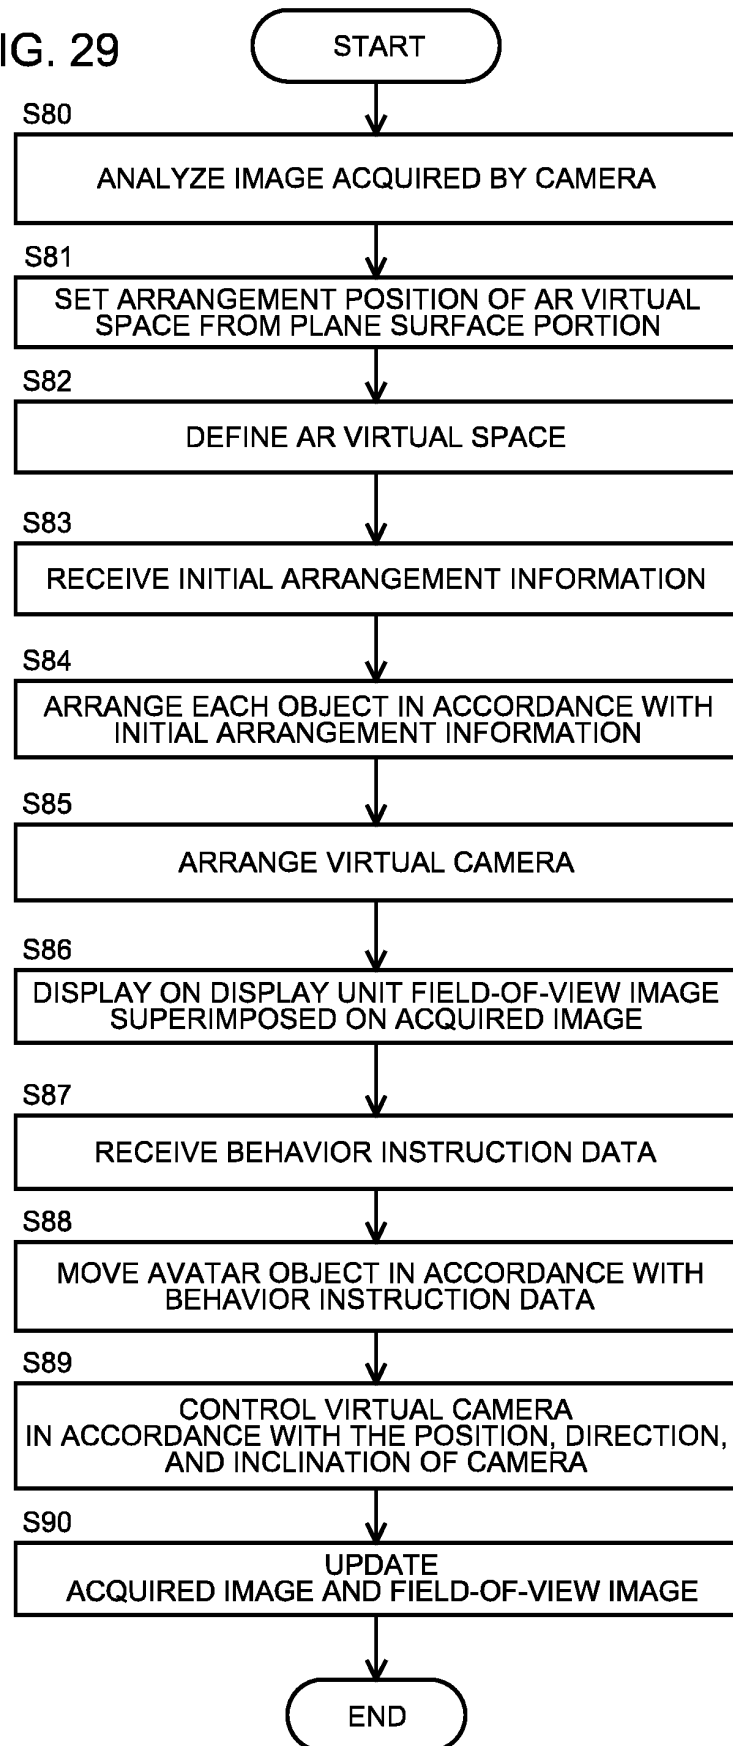 IG. 29
START
S80
ANALYZE IMAGE ACQUIRED BY CAMERA
S81
SET ARRANGEMENT POSITION OF AR VIRTUAL
SPACE FROM PLANE SURFACE PORTION
S82
DEFINE AR VIRTUAL SPACE
S83
RECEIVE INITIAL ARRANGEMENT INFORMATION
S84
ARRANGE EACH OBJECT IN ACCORDANCE WITH
INITIAL ARRANGEMENT INFORMATION
S85
ARRANGE VIRTUAL CAMERA
S86
DISPLAY ON DISPLAY UNIT FIELD-OF-VIEW IMAGE
SUPERIMPOSED ON ACQUIRED IMAGE
S87
RECEIVE BEHAVIOR INSTRUCTION DATA
S88
MOVE AVATAR OBJECT IN ACCORDANCE WITH
BEHAVIOR INSTRUCTION DATA
S89
CONTROL VIRTUAL CAMERA
IN ACCORDANCE WITH THE POSITION, DIRECTION,
AND INCLINATION OF CAMERA
S90
UPDATE
ACQUIRED IMAGE AND FIELD-OF-VIEW IMAGE
END